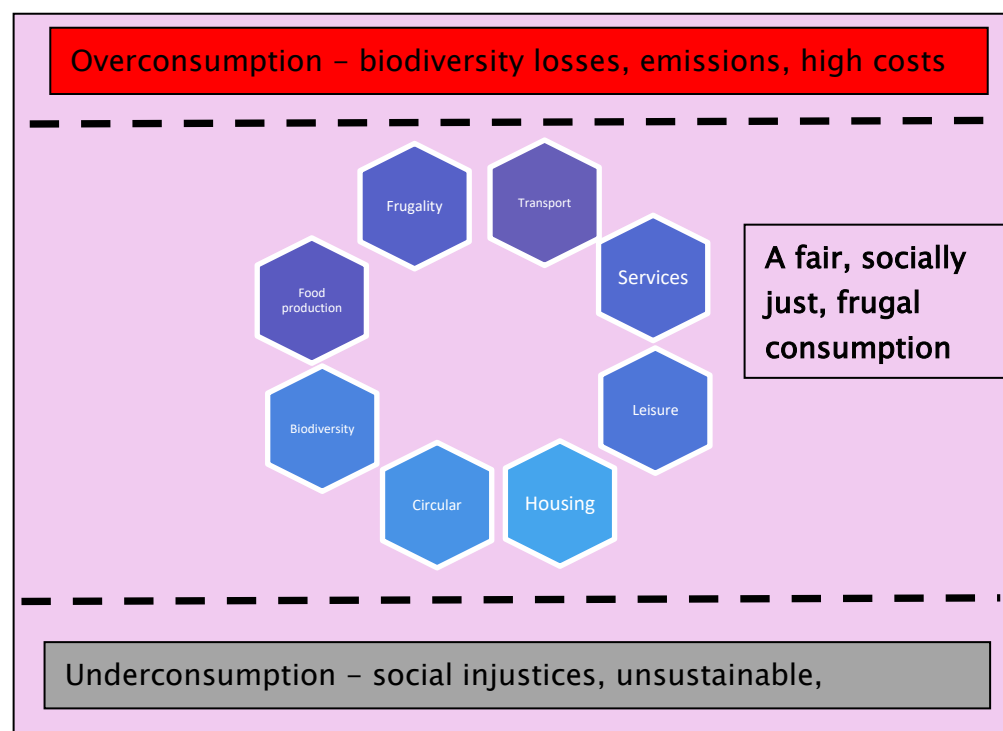 Overconsumption – biodiversity losses, emissions, high costs
Frugality
Transport
Services
Food
production
A fair, socially
just, frugal
consumption
Leisure
Biodiversity
Circular
Housing
Underconsumption – social injustices, unsustainable,